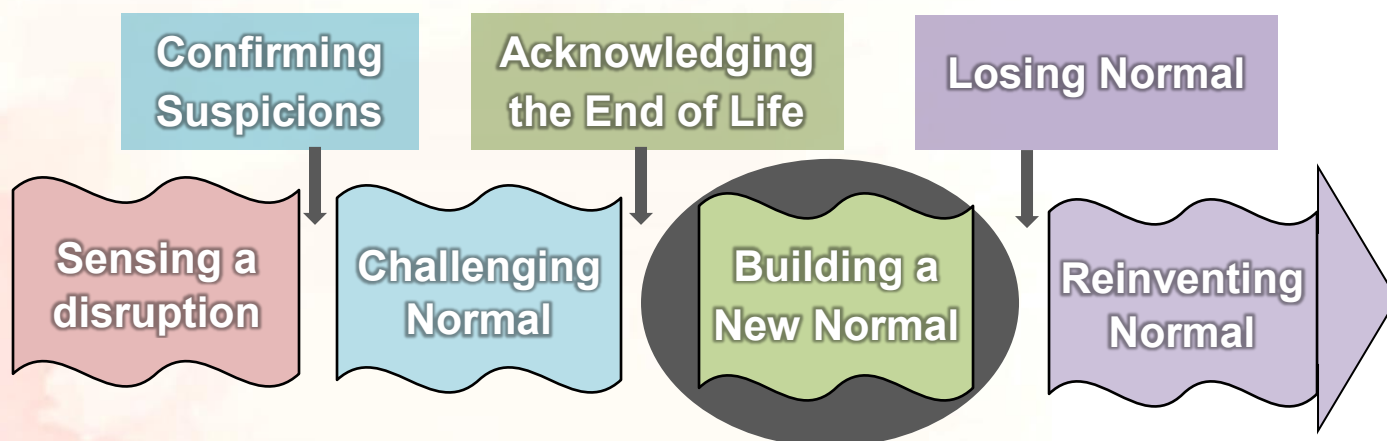 Confirming
Suspicions
Acknowledging
the End of Life
Losing Normal
Sensing a
disruption
Challenging
Normal
Building a
New Normal
Reinventing
Normal